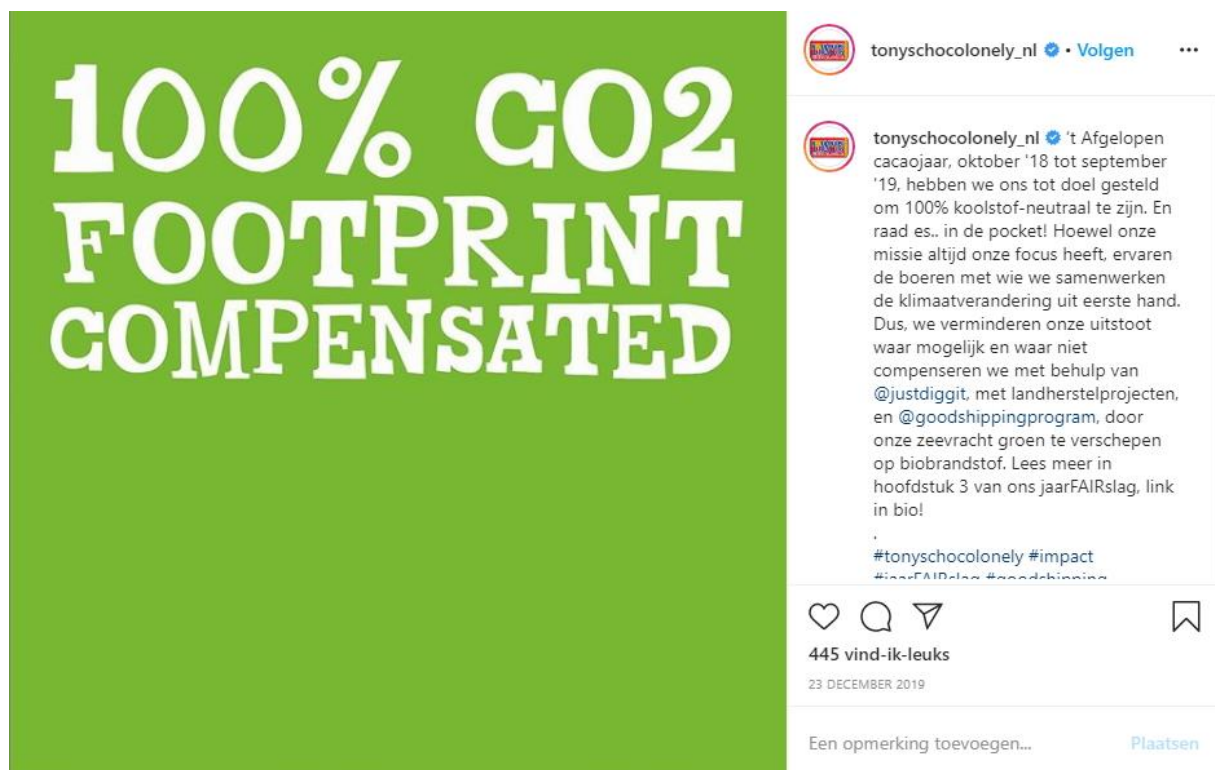 100% CO2
FOOTPRINT
COMPENSATED
tonyschocolonely_nl • Volgen
tonyschocolonely_nl 't Afgelopen
cacaojaar, oktober '18 tot september
'19, hebben we ons tot doel gesteld
om 100% koolstof-neutraal te zijn. En
raad es.. in de pocket! Hoewel onze
missie altijd onze focus heeft, ervaren
de boeren met wie we samenwerken
de klimaatverandering uit eerste hand.
Dus, we verminderen onze uitstoot
waar mogelijk en waar niet
compenseren we met behulp van
@justdiggit, met landherstelprojecten,
en @goodshippingprogram, door
onze zeevracht groen te verschepen
op biobrandstof. Lees meer in
hoofdstuk 3 van ons jaarFAIRslag, link
in bio!
.
#tonyschocolonely #impact
#jaarFAIRslag #goodshipping
445 vind-ik-leuks
23 DECEMBER 2019
Een opmerking toevoegen... Plaatsen